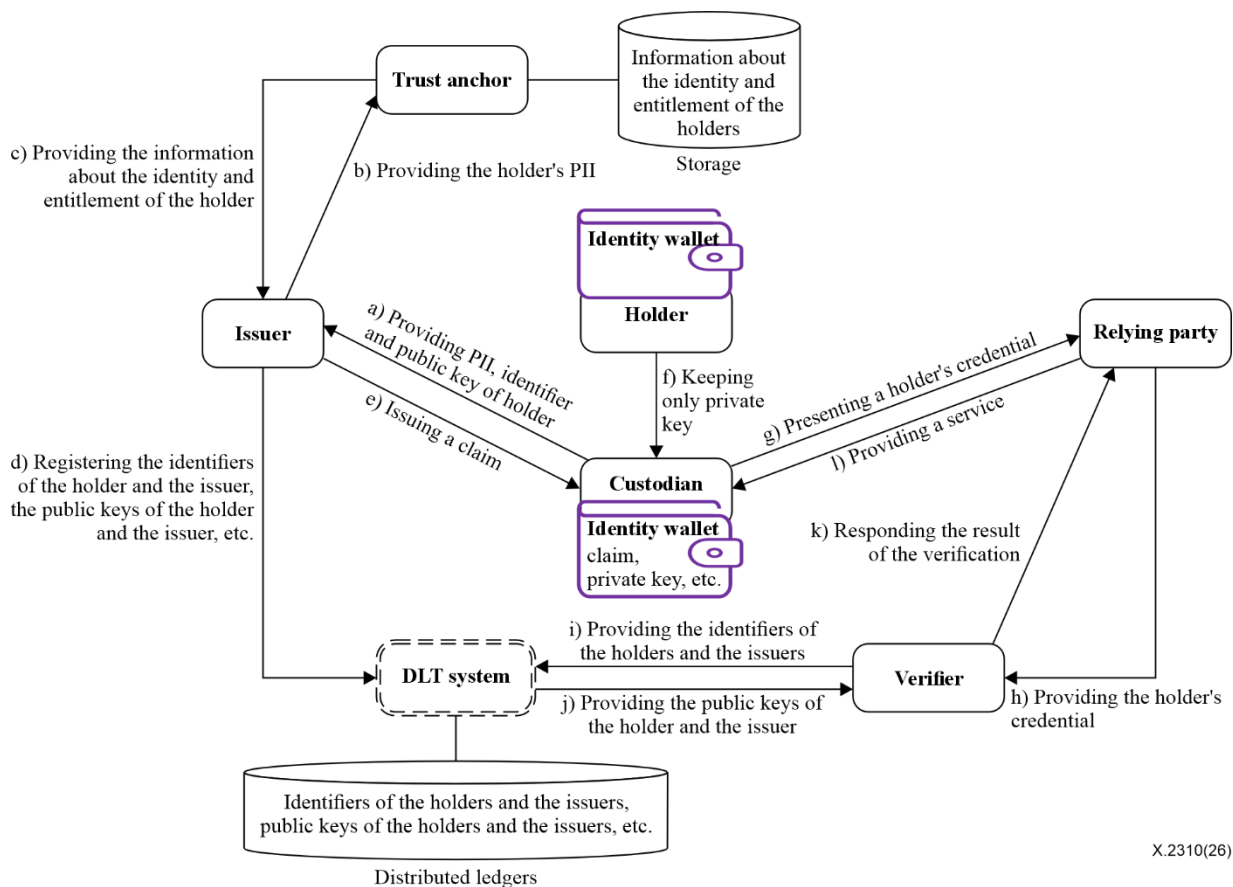 Trust anchor
Information about
the identity and
entitlement of the
holders
Storage
c) Providing the information
about the identity and
entitlement of the holder
b) Providing the holder's PII
Identity wallet
Holder
Issuer
Relying party
a) Providing PII, identifier
and public key of holder
e) Issuing a claim
f) Keeping
only private
key
g) Presenting a holder's credential
l) Providing a service
d) Registering the identifiers
of the holder and the issuer,
the public keys of the holder
and the issuer, etc.
Custodian
Identity wallet
claim,
private key, etc.
k) Responding the result
of the verification
i) Providing the identifiers of
the holders and the issuers
DLT system
Verifier
j) Providing the public keys of
the holder and the issuer
h) Providing the holder's
credential
Identifiers of the holders and the issuers,
public keys of the holders and the issuers, etc.
Distributed ledgers
X.2310(26)